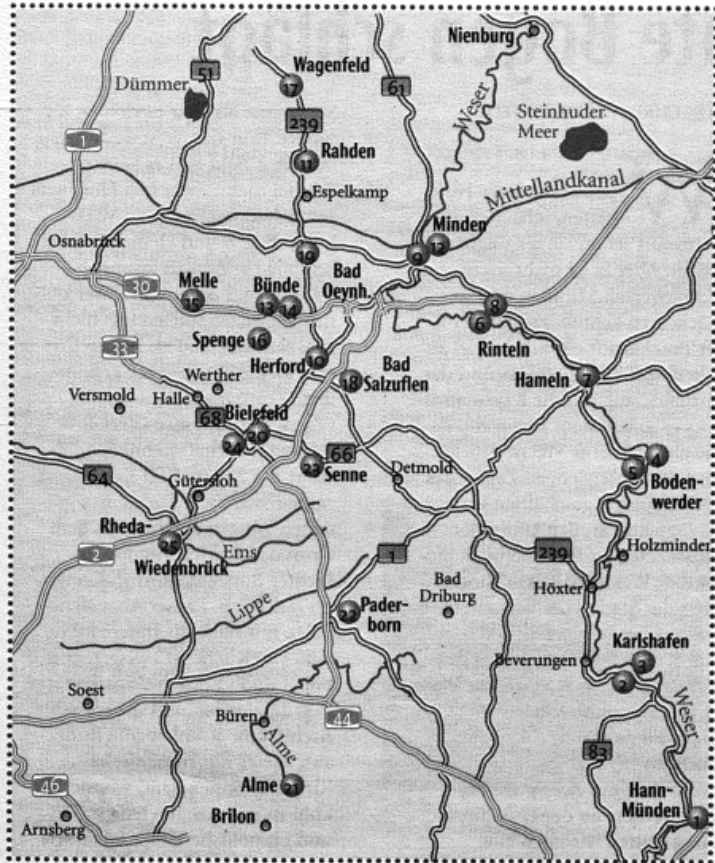 Nienburg
Wagenfeld
17
51
61
Dümmer
239
Weser
Steinhuder
Meer
1
Rahden
11
Espelkamp
Mittellandkanal
Minden
12
Osnabrück
19
9
Bad
Oeynh.
30
Melle
15
Bünde
13
14
8
6
Rinteln
Spenge
16
33
Herford
10
Bad
Salzuflen
18
Hameln
7
Werther
Versmold
Halle
68
Bielefeld
20
24
66
23
Senne
Detmold
4
5
Boden-
werder
64
Gütersloh
Rheda-
25
Wiedenbrück
2
Ems
1
239
Holzminden
Lippe
Bad
Driburg
Höxter
22
Pader-
born
Karlshafen
3
2
Beverungen
Soest
Büren
44
Weser
Alme
83
46
Alme
21
Hann-
Münden
1
Arnsberg
Brilon